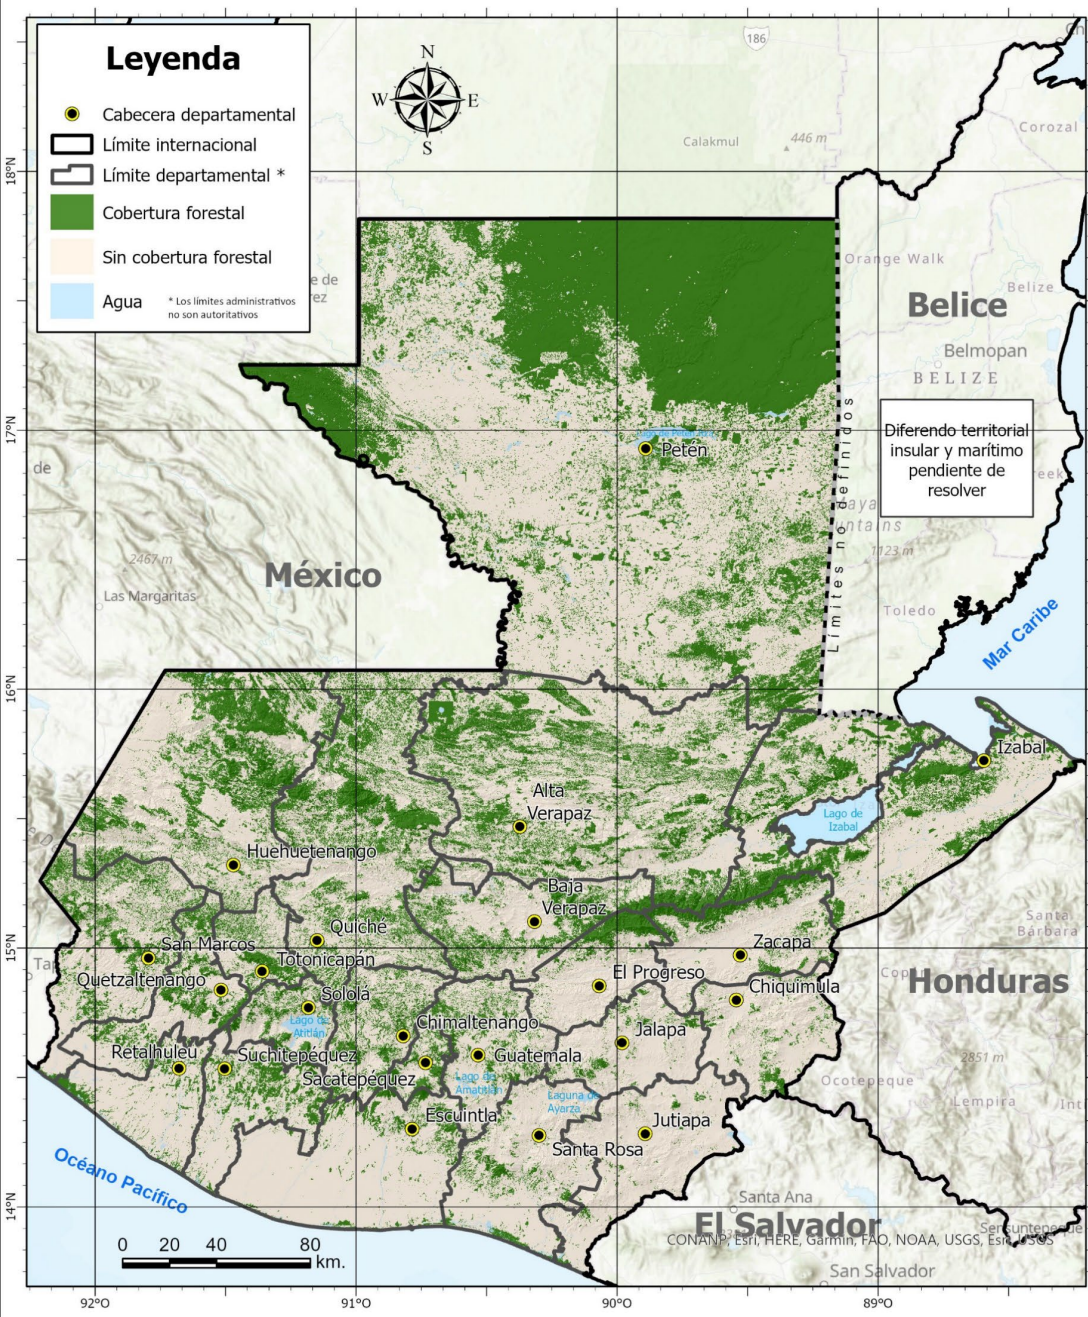 Leyenda
Cabecera departamental
Límite internacional
Límite departamental *
Cobertura forestal
Sin cobertura forestal
Agua
* Los límites administrativos
no son autoritativos
N
W
E
S
186
Calakmul
446 m
Corozal
18°N
Orange Walk
Belice
Belize
Belmopan
BELIZE
17°N
Petén
Límites no definidos
Diferendo territorial
insular y marítimo
pendiente de
resolver
de
1123 m
2467 m
México
Las Margaritas
Toledo
Mar Caribe
16°N
Izabal
Alta
Verapaz
Lago de
Izabal
Huehuetenango
Baja
Verapaz
Quiché
San Marcos
Totonicapán
Quetzaltenango
Sololá
Lago de
Atitlán
15°N
Zacapa
El Progreso
Chiquimula
Santa
Bárbara
Honduras
Chimaltenango
Jalapa
Retalhuleu
Suchitepéquez
Guatemala
Sacatepéquez
Lago de
Amatitlán
Laguna de
Ayarza
2851 m
Ocotepeque
Lempira
Escuintla
Jutiapa
Santa Rosa
Océano Pacífico
14°N
Santa Ana
El Salvador
CONANP, Esri, HERE, Garmin, FAO, NOAA, USGS, Esri, USGS
San Salvador
0 20 40 80
km.
92°O
91°O
90°O
89°O